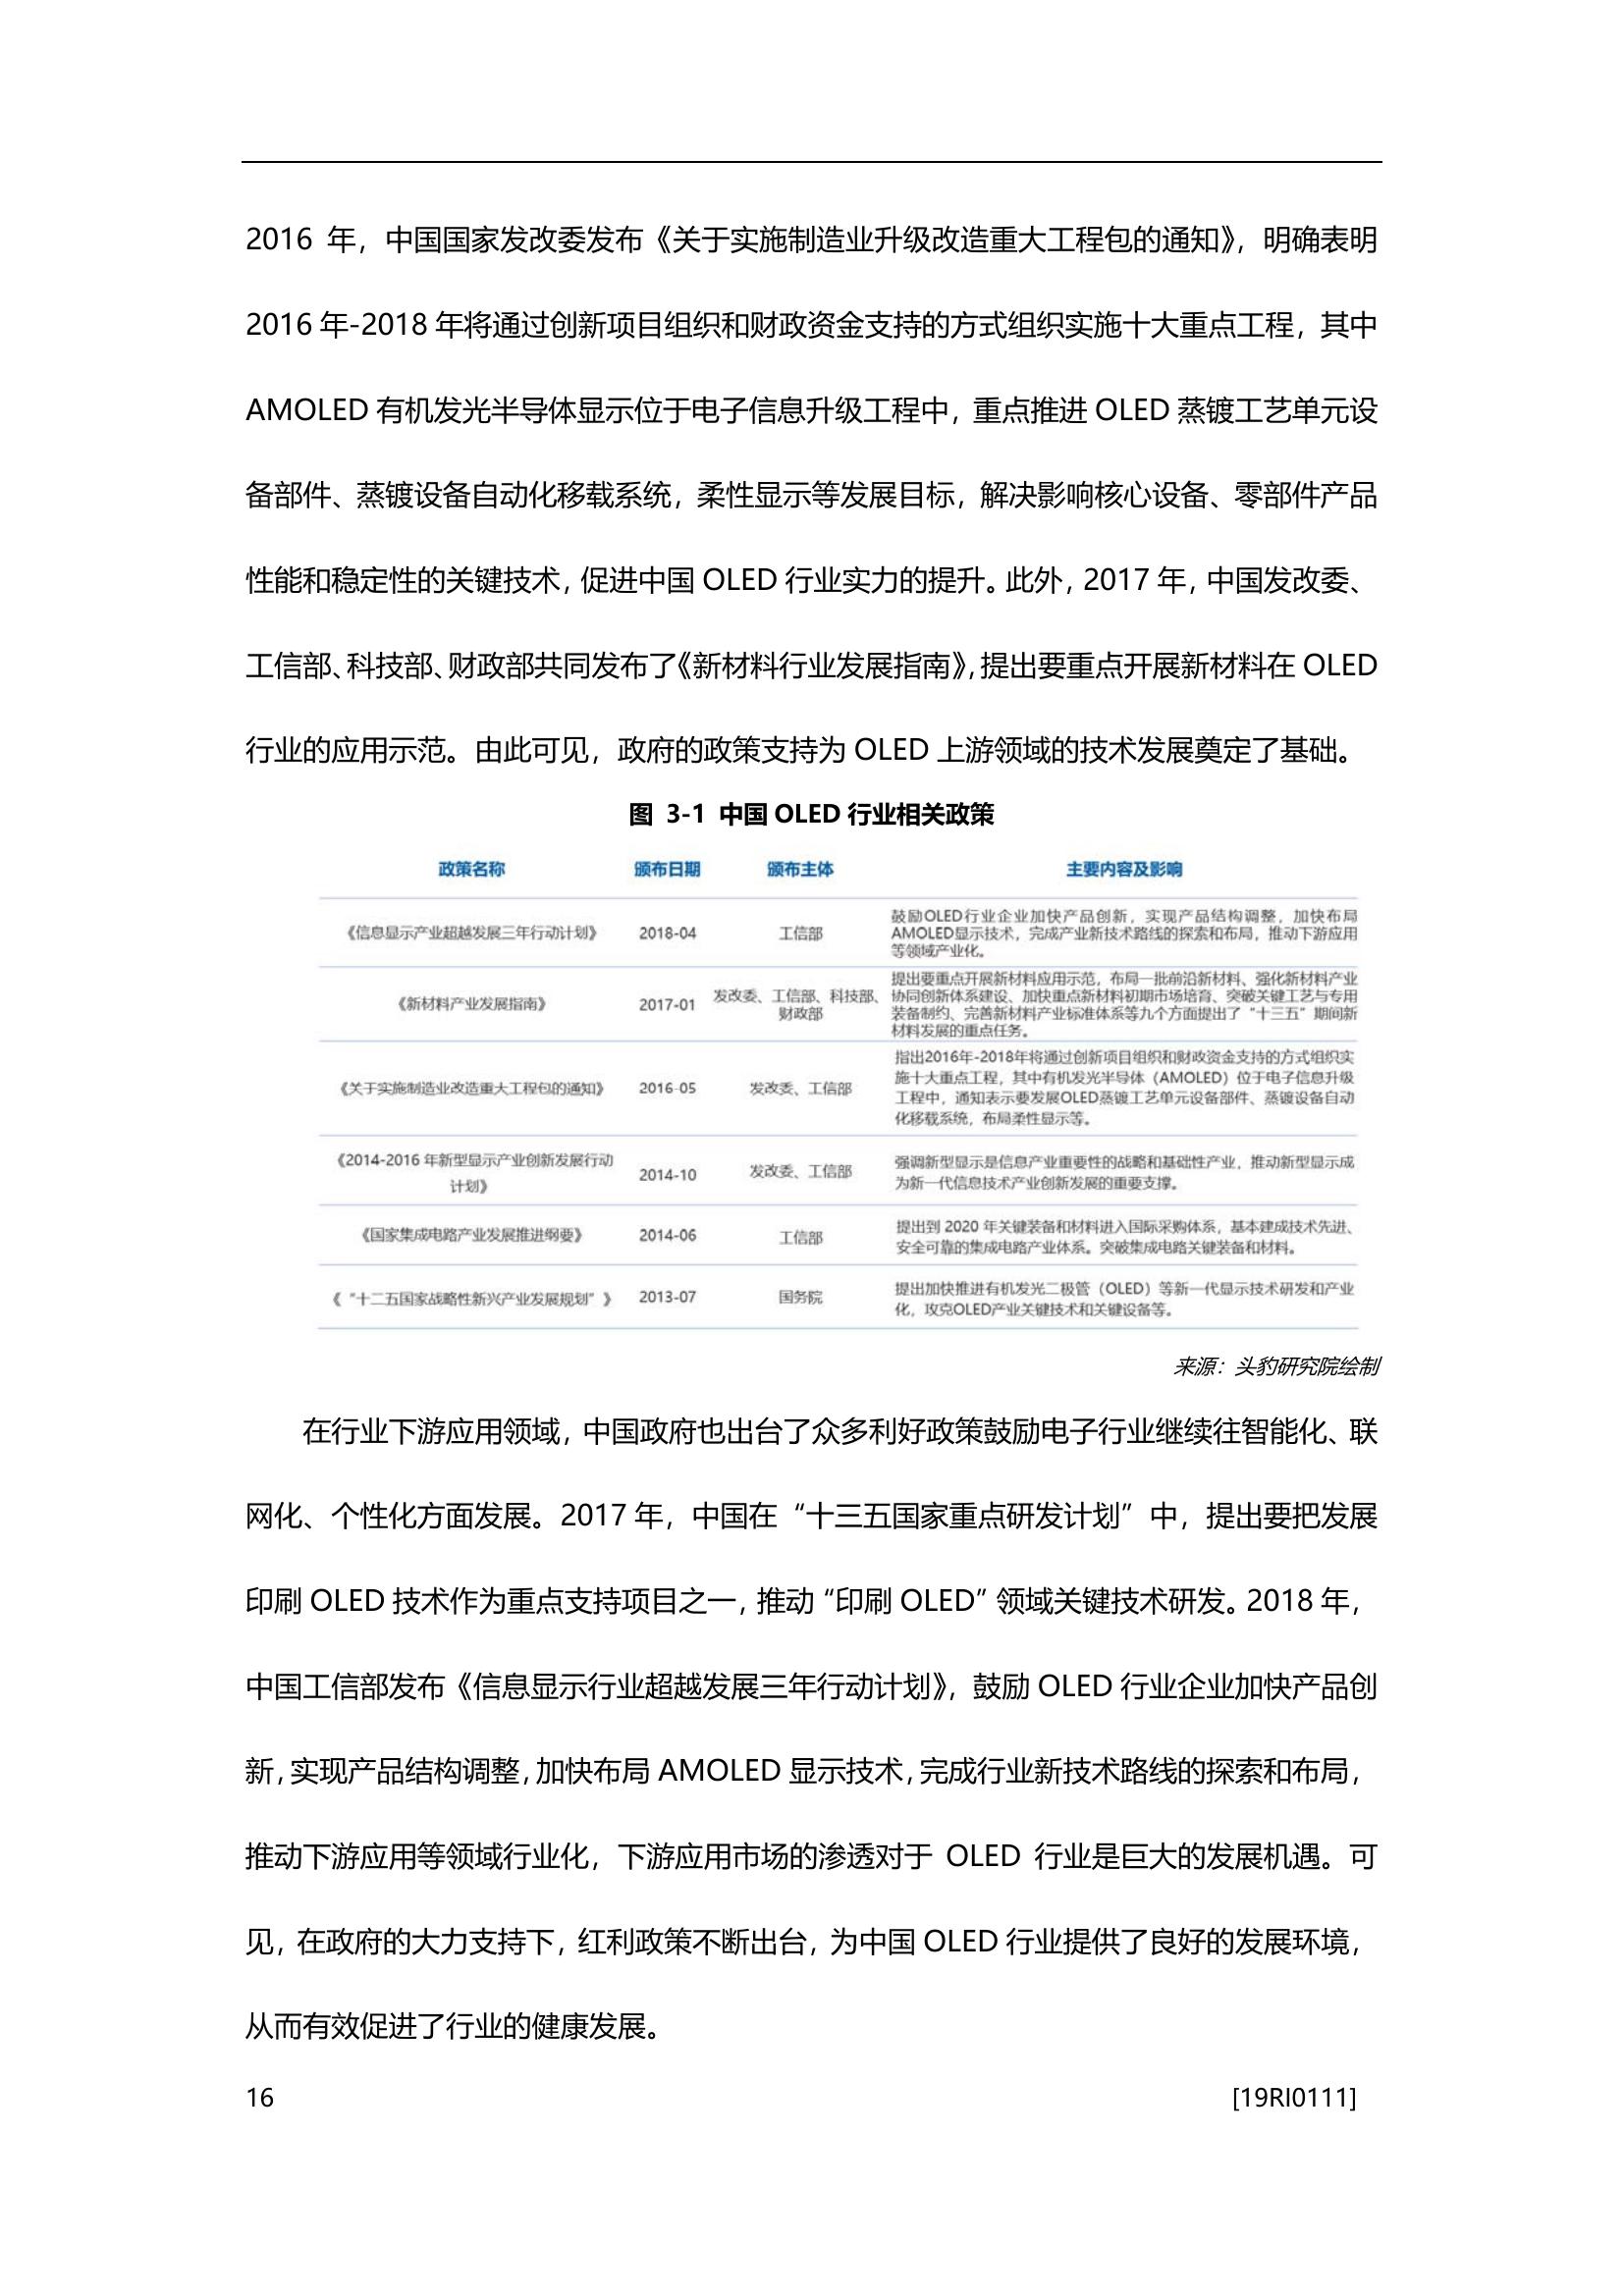 2016 年，中国国家发改委发布《关于实施制造业升级改造重大工程包的通知》，明确表明
2016 年-2018 年将通过创新项目组织和财政资金支持的方式组织实施十大重点工程，其中
AMOLED 有机发光半导体显示位于电子信息升级工程中，重点推进 OLED 蒸镀工艺单元设
备部件、蒸镀设备自动化移载系统，柔性显示等发展目标，解决影响核心设备、零部件产品
性能和稳定性的关键技术，促进中国 OLED 行业实力的提升。此外，2017 年，中国发改委、
工信部、科技部、财政部共同发布了《新材料行业发展指南》，提出要重点开展新材料在 OLED
行业的应用示范。由此可见，政府的政策支持为 OLED 上游领域的技术发展奠定了基础。
图 3-1 中国 OLED 行业相关政策
政策名称 颁布日期 颁布主体 主要内容及影响
《信息显示产业超越发展三年行动计划》 2018-04 工信部
鼓励OLED行业企业加快产品创新，实现产品结构调整，加快布局
AMOLED显示技术，完成产业新技术路线的探索和布局，推动下游应用
等领域产业化。
《新材料产业发展指南》 2017-01
发改委、工信部、科技部、
财政部
提出要重点开展新材料应用示范，布局一批前沿新材料、强化新材料产业
协同创新体系建设、加快重点新材料初期市场培育、突破关键工艺与专用
装备制约、完善新材料产业标准体系等九个方面提出了“十三五”期间新
材料发展的重点任务。
《关于实施制造业改造重大工程包的通知》 2016-05 发改委、工信部
指出2016年-2018年将通过创新项目组织和财政资金支持的方式组织实
施十大重点工程，其中有机发光半导体（AMOLED）位于电子信息升级
工程中，通知表示要发展OLED蒸镀工艺单元设备部件、蒸镀设备自动
化移载系统，布局柔性显示等。
《2014-2016 年新型显示产业创新发展行动
计划》
2014-10 发改委、工信部
强调新型显示是信息产业重要性的战略和基础性产业，推动新型显示成
为新一代信息技术产业创新发展的重要支撑。
《国家集成电路产业发展推进纲要》 2014-06 工信部
提出到 2020 年关键装备和材料进入国际采购体系，基本建成技术先进、
安全可靠的集成电路产业体系。突破集成电路关键装备和材料。
《“十二五国家战略性新兴产业发展规划”》 2013-07 国务院
提出加快推进有机发光二极管（OLED）等新一代显示技术研发和产业
化，攻克OLED产业关键技术和关键设备等。
来源：头豹研究院绘制
在行业下游应用领域，中国政府也出台了众多利好政策鼓励电子行业继续往智能化、联
网化、个性化方面发展。2017 年，中国在“十三五国家重点研发计划”中，提出要把发展
印刷 OLED 技术作为重点支持项目之一，推动“印刷 OLED”领域关键技术研发。2018 年，
中国工信部发布《信息显示行业超越发展三年行动计划》，鼓励 OLED 行业企业加快产品创
新，实现产品结构调整，加快布局 AMOLED 显示技术，完成行业新技术路线的探索和布局，
推动下游应用等领域行业化，下游应用市场的渗透对于 OLED 行业是巨大的发展机遇。可
见，在政府的大力支持下，红利政策不断出台，为中国 OLED 行业提供了良好的发展环境，
从而有效促进了行业的健康发展。
16 [19RI0111]